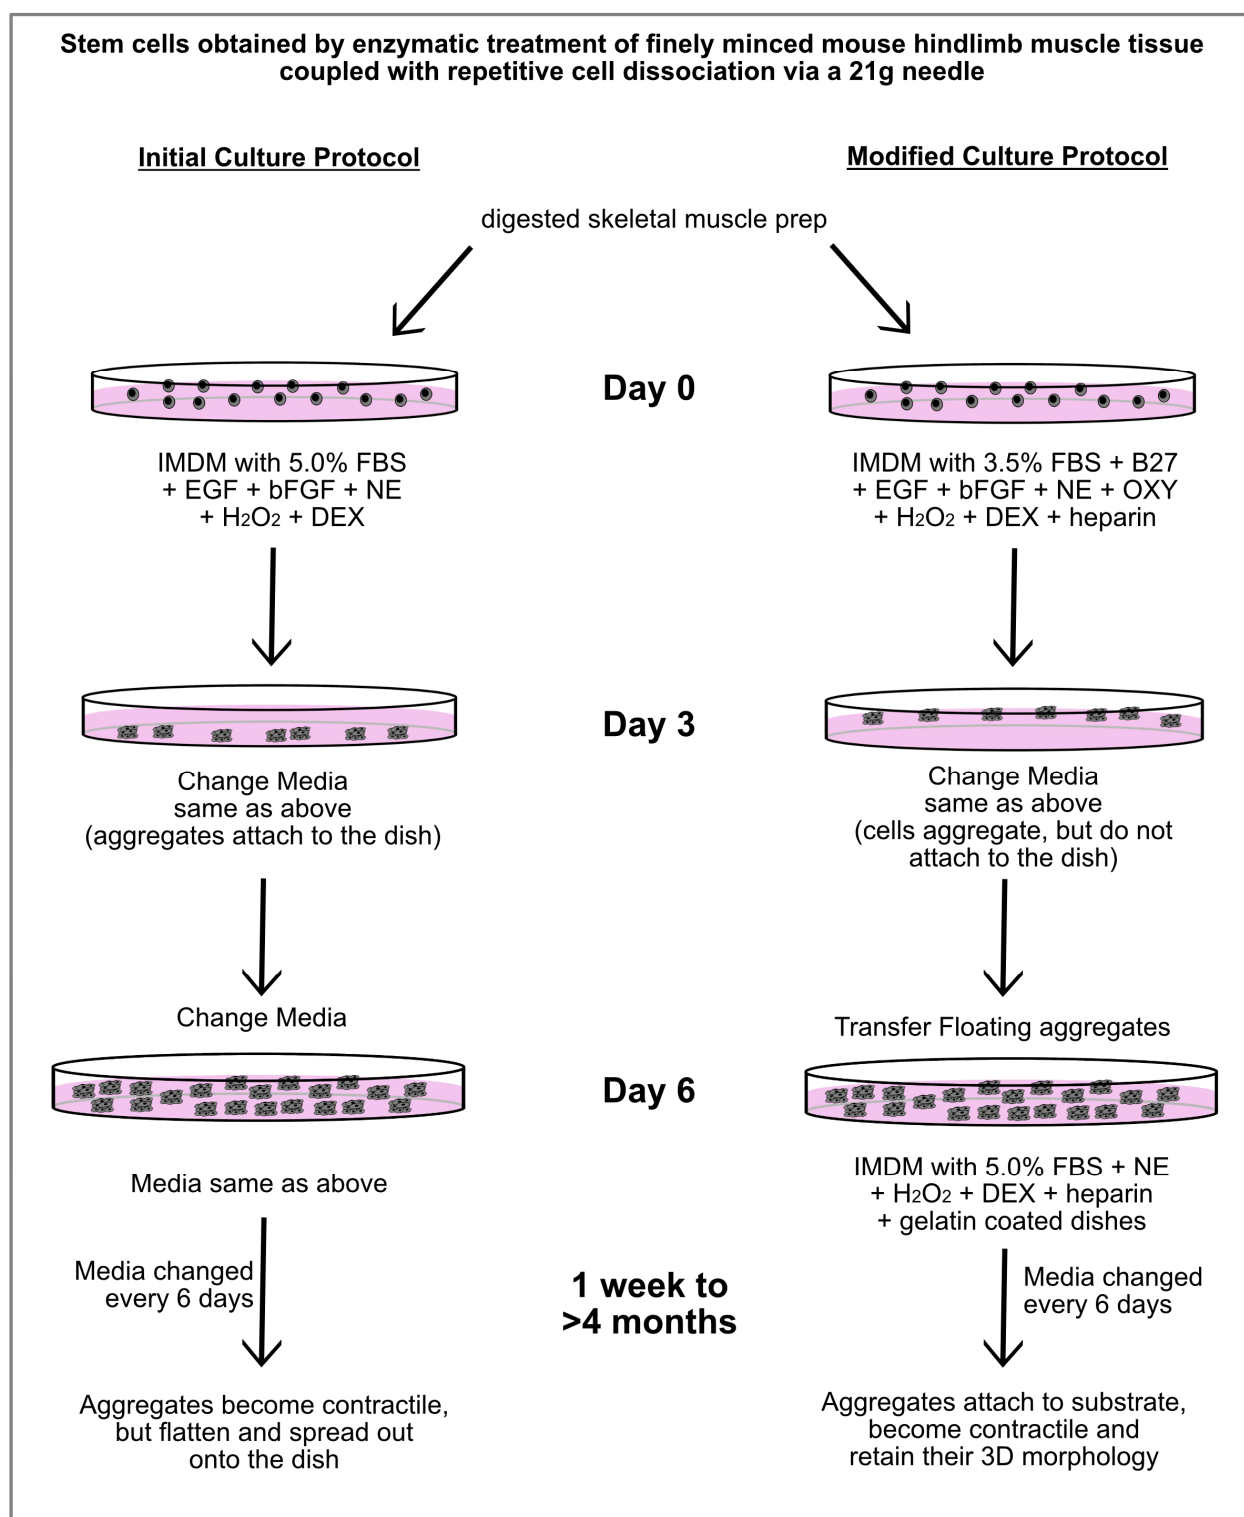 Stem cells obtained by enzymatic treatment of finely minced mouse hindlimb muscle tissue
coupled with repetitive cell dissociation via a 21g needle
Initial Culture Protocol
Modified Culture Protocol
digested skeletal muscle prep
Day 0
IMDM with 5.0% FBS
+ EGF + bFGF + NE
+ H2O2 + DEX
IMDM with 3.5% FBS + B27
+ EGF + bFGF + NE + OXY
+ H2O2 + DEX + heparin
Day 3
Change Media
same as above
(aggregates attach to the dish)
Change Media
same as above
(cells aggregate, but do not
attach to the dish)
Change Media
Transfer Floating aggregates
Day 6
Media same as above
IMDM with 5.0% FBS + NE
+ H2O2 + DEX + heparin
+ gelatin coated dishes
Media changed
every 6 days
1 week to
>4 months
Media changed
every 6 days
Aggregates become contractile,
but flatten and spread out
onto the dish
Aggregates attach to substrate,
become contractile and
retain their 3D morphology